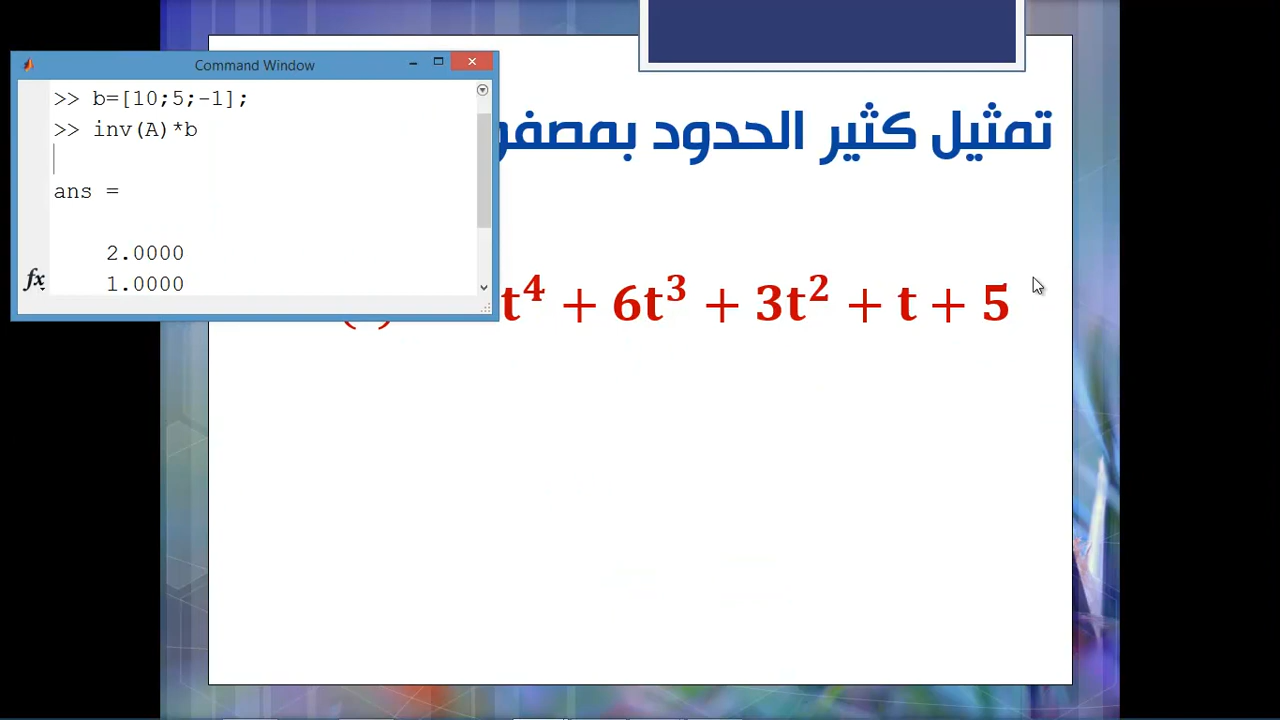 Command Window
>> b=[10;5;-1];
>> inv(A)*b
ans =
2.0000
1.0000
fx
تمثيل كثير الحدود
t⁴ + 6t³ + 3t² + t + 5